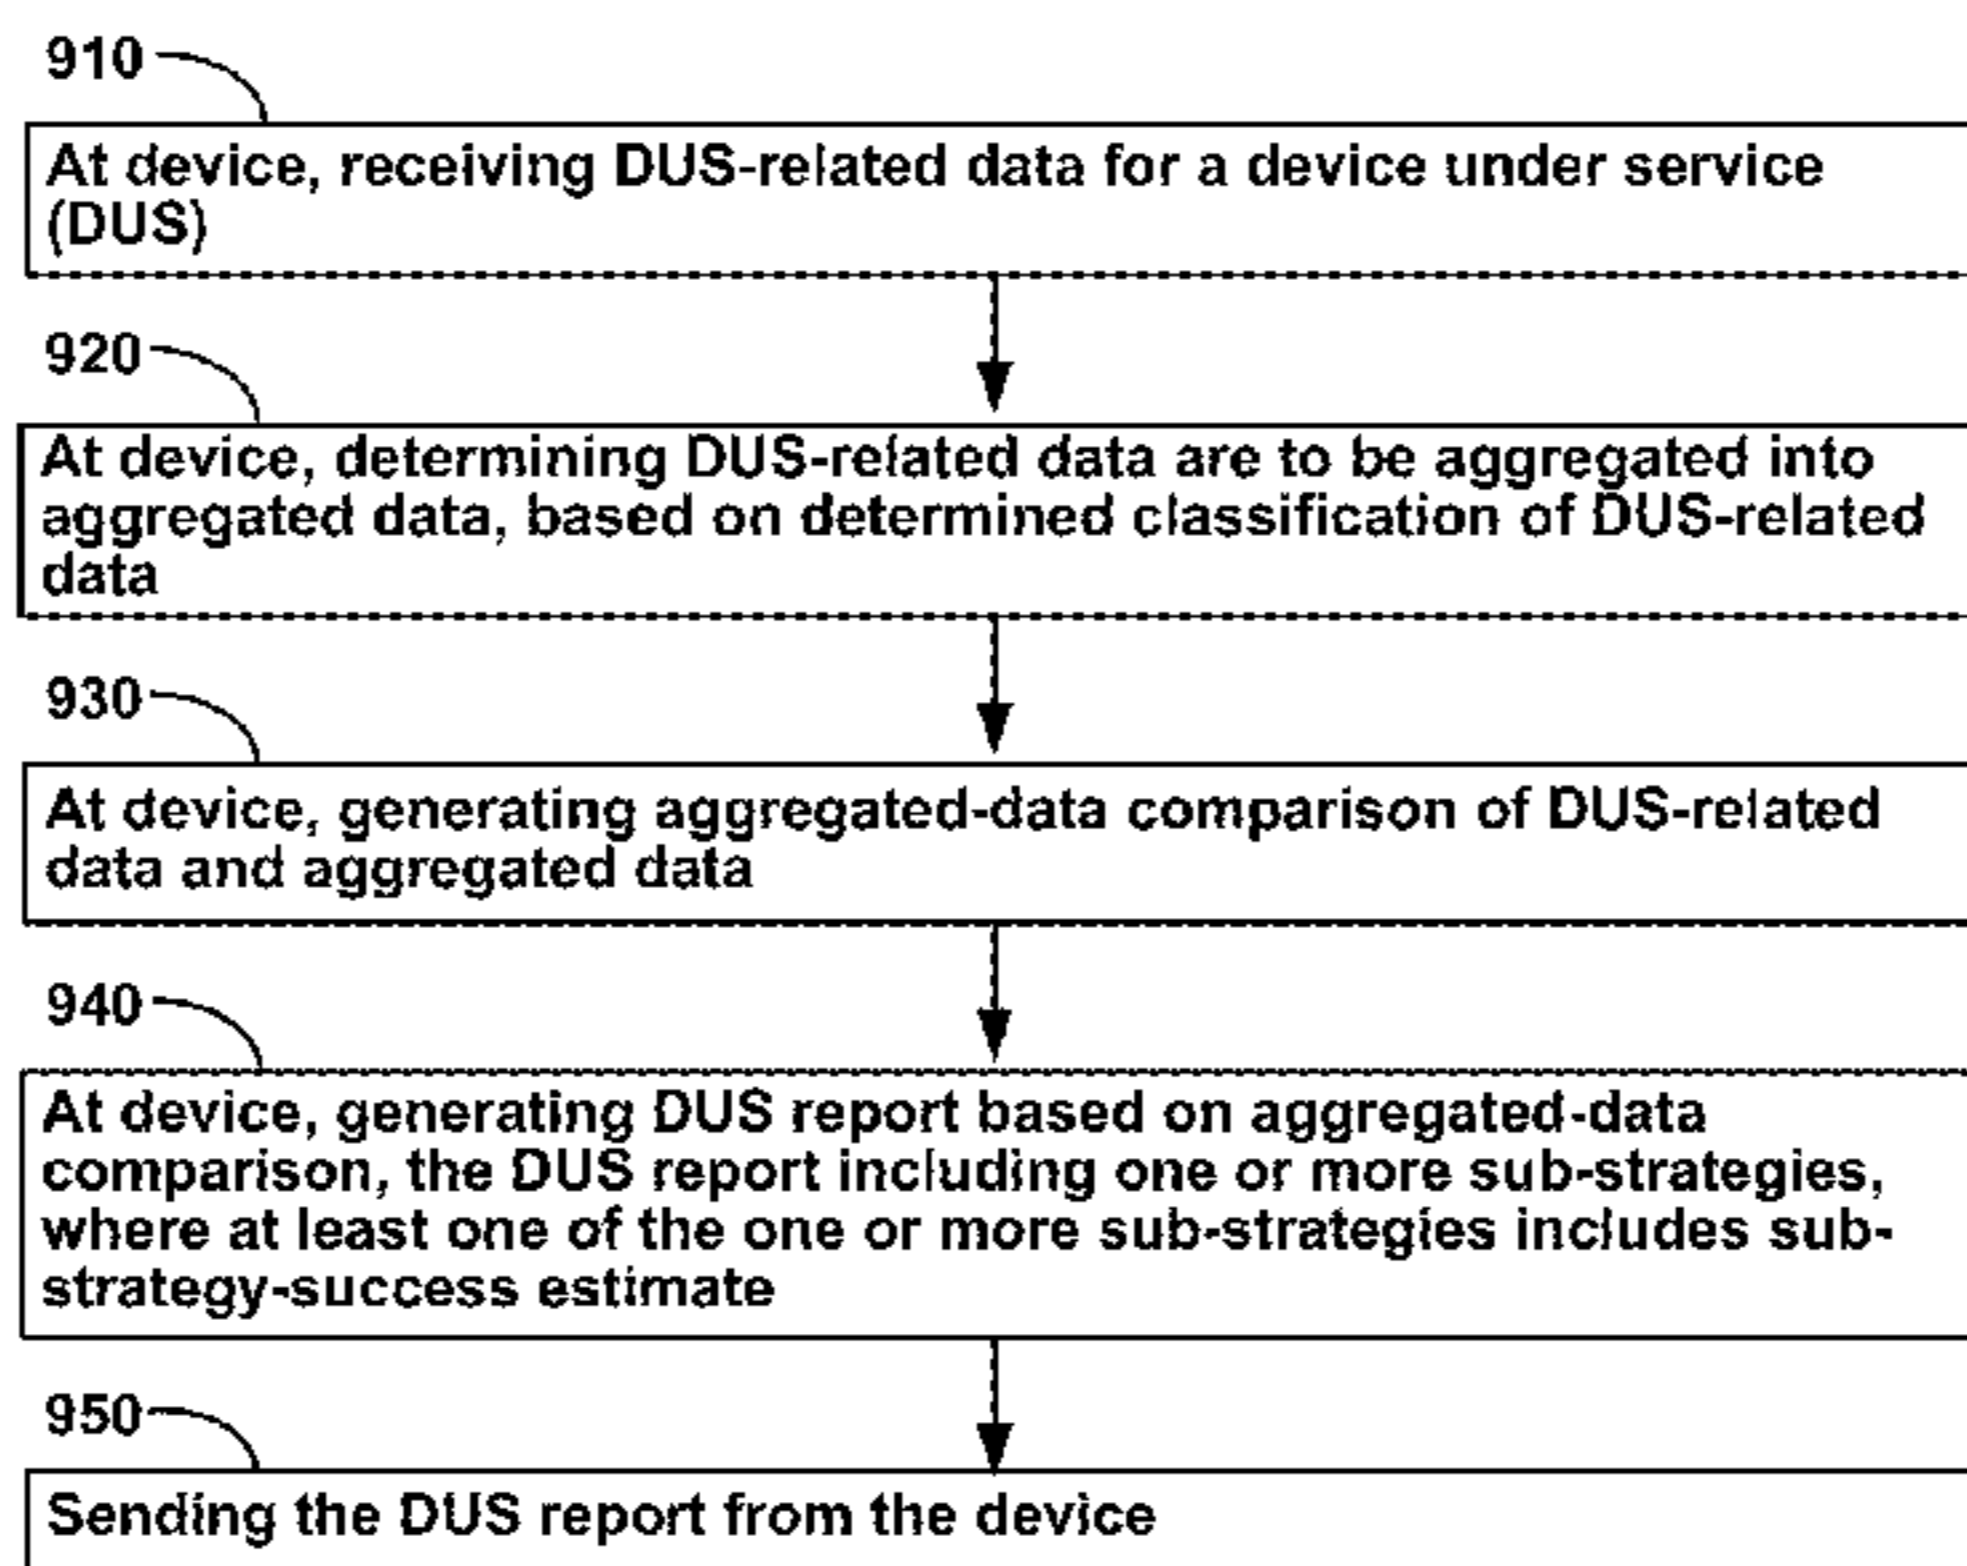 910
At device, receiving DUS-related data for a device under service
(DUS)
920
At device, determining DUS-related data are to be aggregated into
aggregated data, based on determined classification of DUS-related
data
930
At device, generating aggregated-data comparison of DUS-related
data and aggregated data
940
At device, generating DUS report based on aggregated-data
comparison, the DUS report including one or more sub-strategies,
where at least one of the one or more sub-strategies includes sub-
strategy-success estimate
950
Sending the DUS report from the device